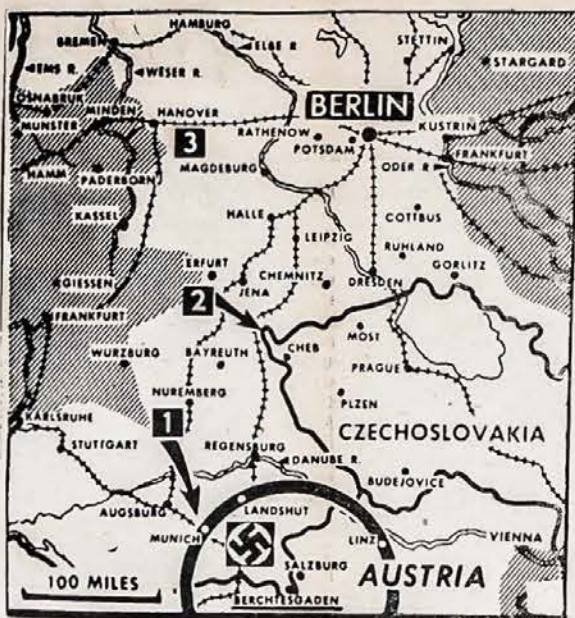 HAMBURG
BREMEN
ELBE R.
STETTIN
EMS R.
WESER R.
STARGARD
OSNABRUK
MINDEN
HANOVER
BERLIN
MUNSTER
3
RATHENOW
POTSDAM
KUSTRIN
FRANKFURT
HAMM
PADERBORN
MAGDEBURG
ODER R
KASSEL
HALLE
COTTBUS
LEIPZIG
RUHLAND
ERFURT
GIESSEN
JENA
CHEMNITZ
DRESDEN
GORLITZ
2
FRANKFURT
MOST
WURZBURG
BAYREUTH
CHEB
PRAGUE
NUREMBERG
PLZEN
1
KARLSRUHE
CZECHOSLOVAKIA
STUTTGART
REGENSBURG
DANUBE R.
BUDEJOVICE
AUGSBURG
LANDSHUT
MUNICH
LINZ
VIENNA
SALZBURG
AUSTRIA
100 MILES
BERCHTESGADEN